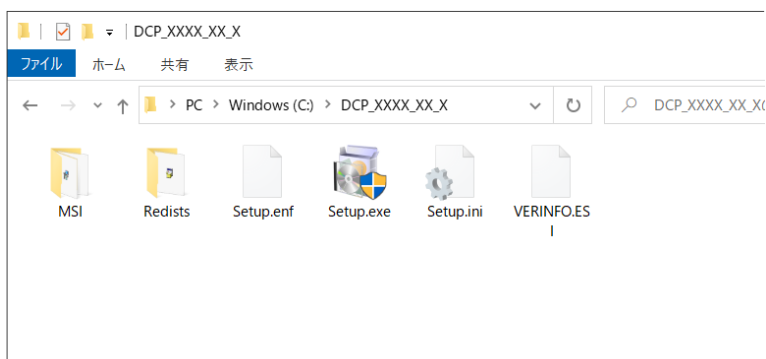 DCP_XXXX_XX_X
ファイル ホーム 共有 表示
PC > Windows (C:) > DCP_XXXX_XX_X DCP_XXXX_XX_X
MSI Redists Setup.enf Setup.exe Setup.ini VERINFO.ES
I